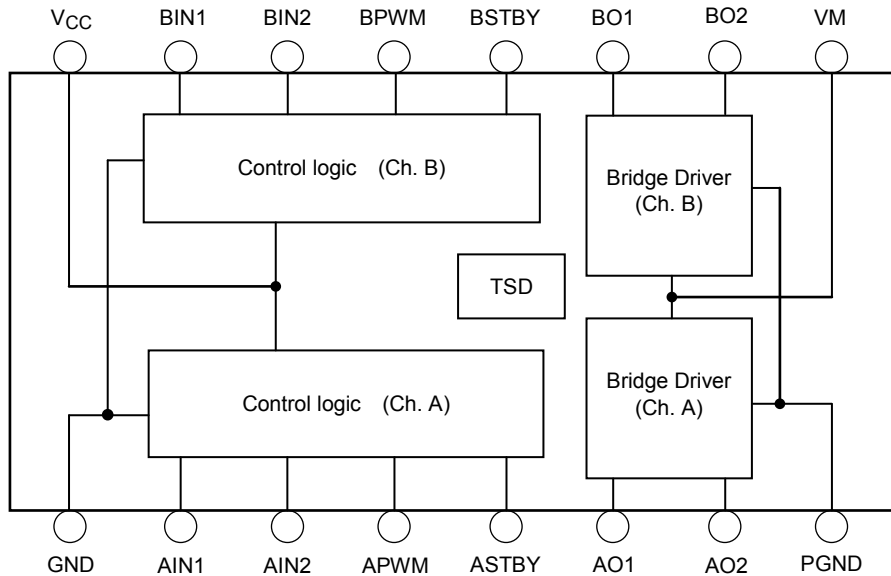 VCC BIN1 BIN2 BPWM BSTBY BO1 BO2 VM
Control logic (Ch. B)
Bridge Driver
(Ch. B)
TSD
Control logic (Ch. A)
Bridge Driver
(Ch. A)
GND AIN1 AIN2 APWM ASTBY AO1 AO2 PGND